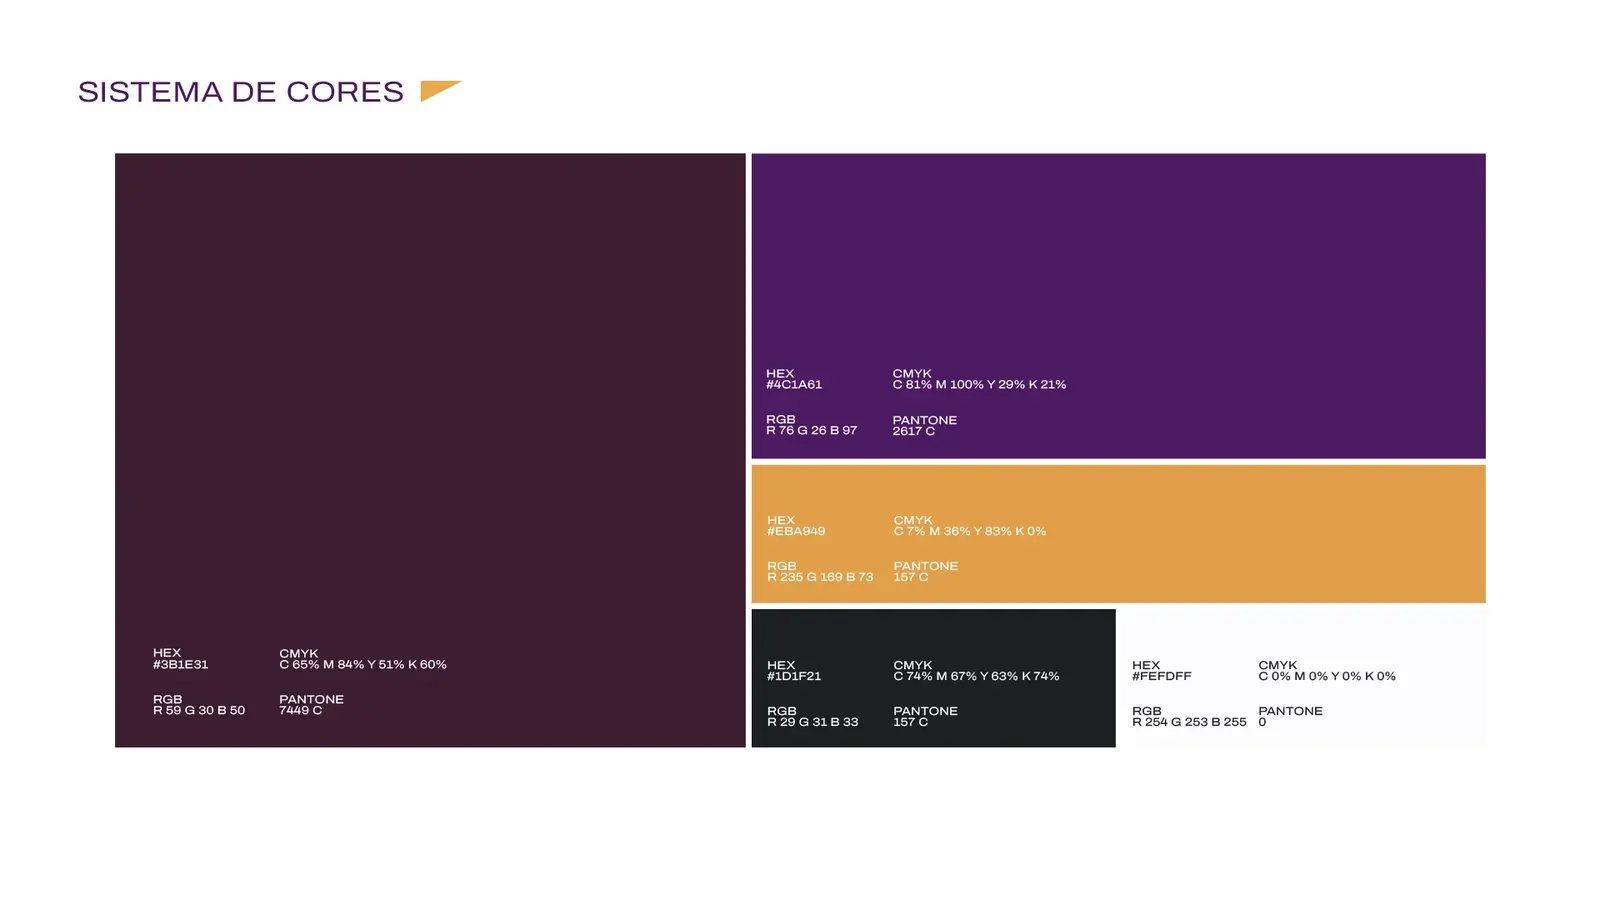 SISTEMA DE CORES
HEX
#3B1E31
CMYK
C 65% M 84% Y 51% K 60%
RGB
R 59 G 30 B 50
PANTONE
7449 C
HEX
#4C1A61
CMYK
C 81% M 100% Y 29% K 21%
RGB
R 76 G 26 B 97
PANTONE
2617 C
HEX
#EBA949
CMYK
C 7% M 36% Y 83% K 0%
RGB
R 235 G 169 B 73
PANTONE
157 C
HEX
#1D1F21
CMYK
C 74% M 67% Y 63% K 74%
RGB
R 29 G 31 B 33
PANTONE
157 C
HEX
#FEFDFF
CMYK
C 0% M 0% Y 0% K 0%
RGB
R 254 G 253 B 255
PANTONE
0